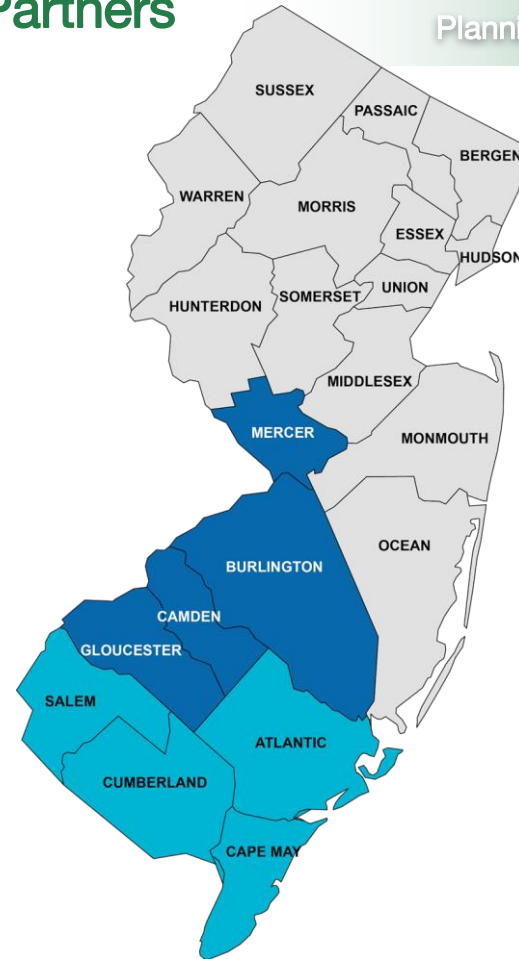 Partners
Planni
SUSSEX
PASSAIC
BERGEN
WARREN
MORRIS
ESSEX
HUDSON
UNION
SOMERSET
HUNTERDON
MIDDLESEX
MERCER
MONMOUTH
OCEAN
BURLINGTON
CAMDEN
GLOUCESTER
SALEM
ATLANTIC
CUMBERLAND
CAPE MAY